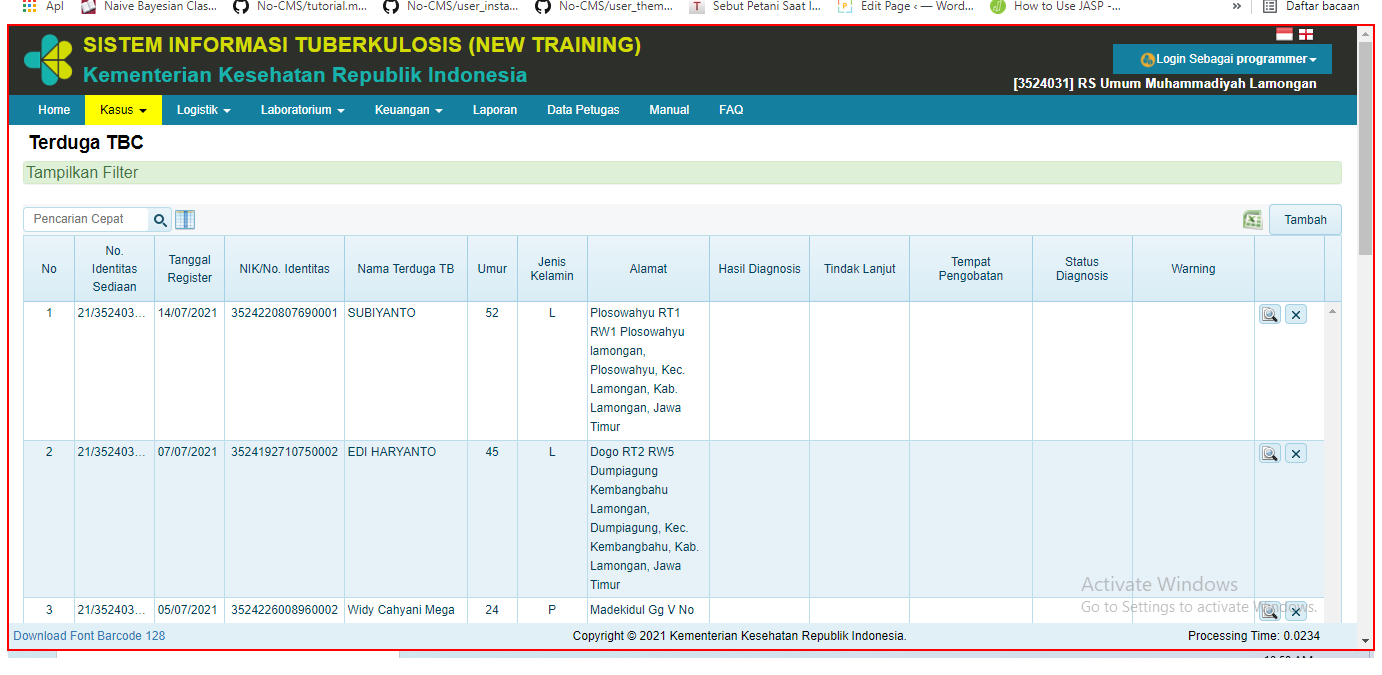 Apl Naive Bayesian Clas... No-CMS/tutorial.m... No-CMS/user_insta... No-CMS/user_them... T Sebut Petani Saat I... Edit Page ‹ — Word... How to Use JASP -... » Daftar bacaan
SISTEM INFORMASI TUBERKULOSIS (NEW TRAINING)
Kementerian Kesehatan Republik Indonesia
Login Sebagai programmer
[3524031] RS Umum Muhammadiyah Lamongan
Home Kasus Logistik Laboratorium Keuangan Laporan Data Petugas Manual FAQ
Terduga TBC
Tampilkan Filter
Pencarian Cepat Tambah
No No. Identitas Sediaan Tanggal Register NIK/No. Identitas Nama Terduga TB Umur Jenis Kelamin Alamat Hasil Diagnosis Tindak Lanjut Tempat Pengobatan Status Diagnosis Warning
1 21/352403... 14/07/2021 3524220807690001 SUBIYANTO 52 L Plosowahyu RT1
RW1 Plosowahyu
lamongan,
Plosowahyu, Kec.
Lamongan, Kab.
Lamongan, Jawa
Timur
2 21/352403... 07/07/2021 3524192710750002 EDI HARYANTO 45 L Dogo RT2 RW5
Dumpiagung
Kembangbahu
Lamongan,
Dumpiagung, Kec.
Kembangbahu, Kab.
Lamongan, Jawa
Timur
3 21/352403... 05/07/2021 3524226008960002 Widy Cahyani Mega 24 P Madekidul Gg V No
Activate Windows
Go to Settings to activate Windows.
Download Font Barcode 128 Copyright © 2021 Kementerian Kesehatan Republik Indonesia. Processing Time: 0.0234